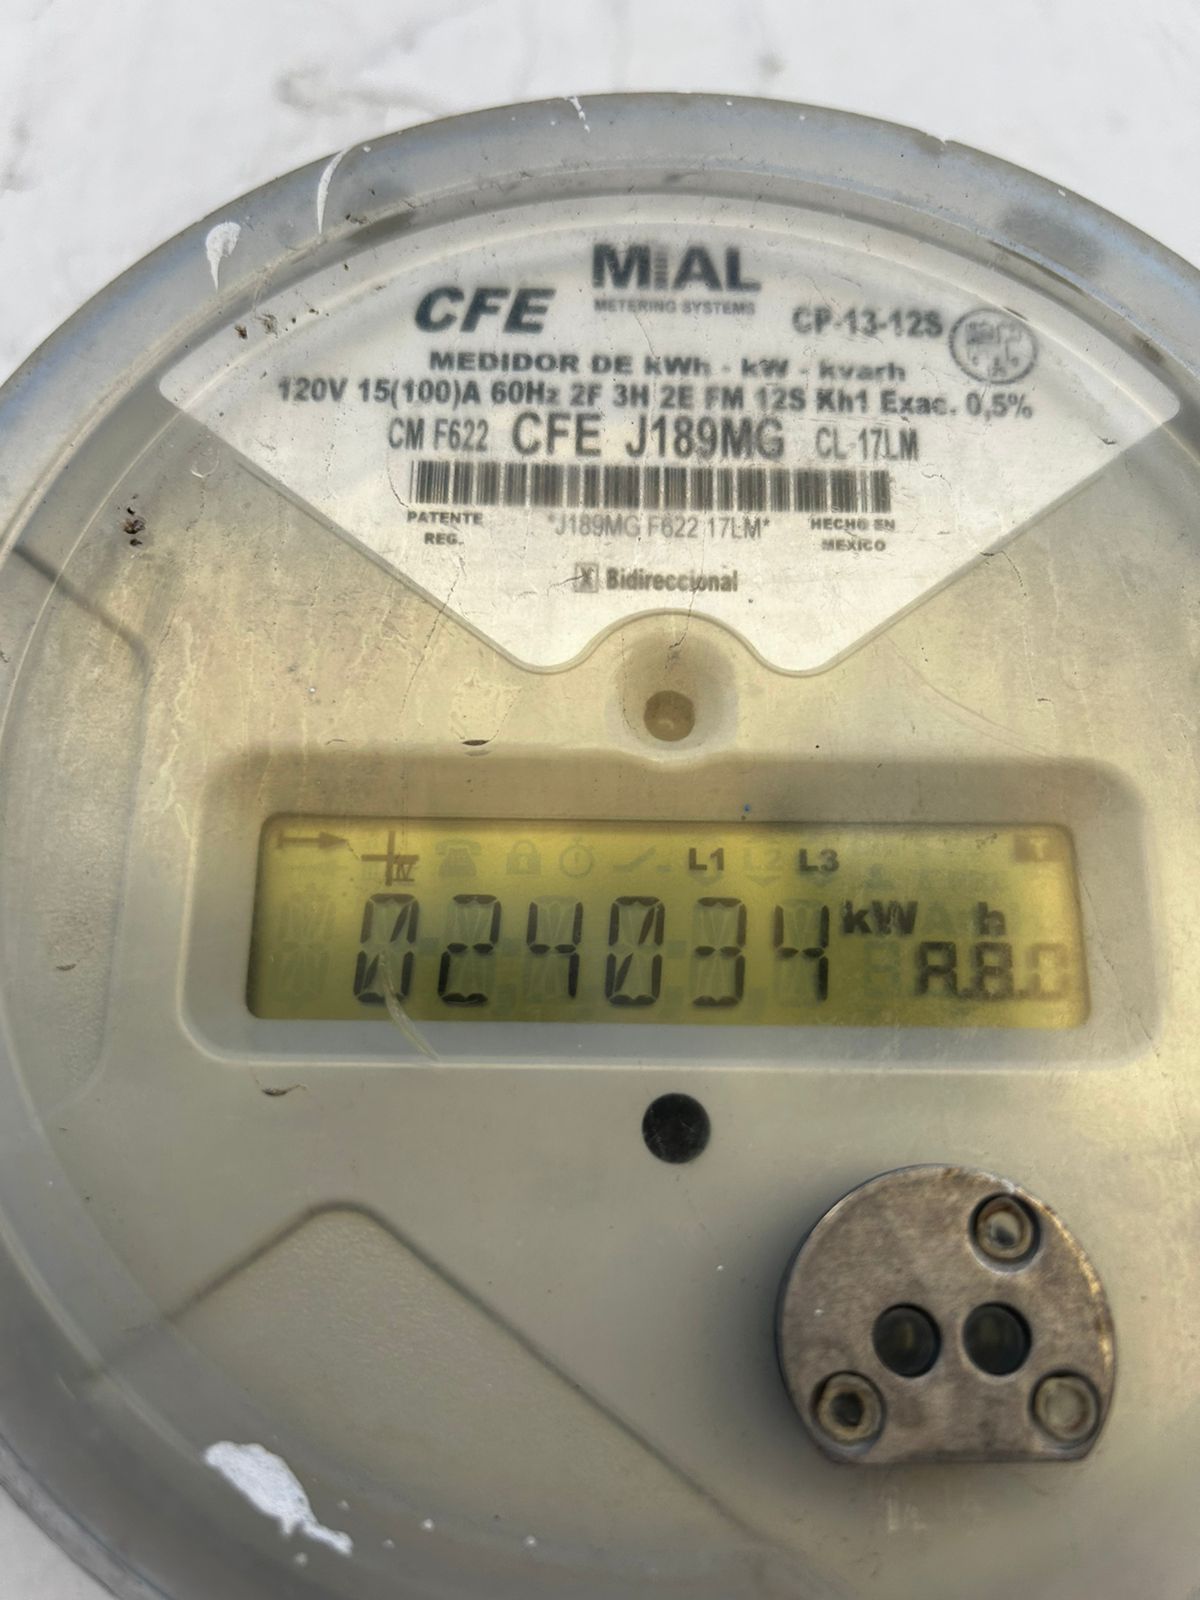 MIAL
METERING SYSTEMS
CFE
CP-13-12S
MEDIDOR DE kWh - kW - kvarh
120V 15(100)A 60Hz 2F 3H 2E FM 12S Kh1 Exac. 0,5%
CM F622 CFE J189MG CL-17LM
*J189MG F622 17LM*
PATENTE
REG.
HECHO EN
MEXICO
X Bidireccional
L1 L3
024034 kW h